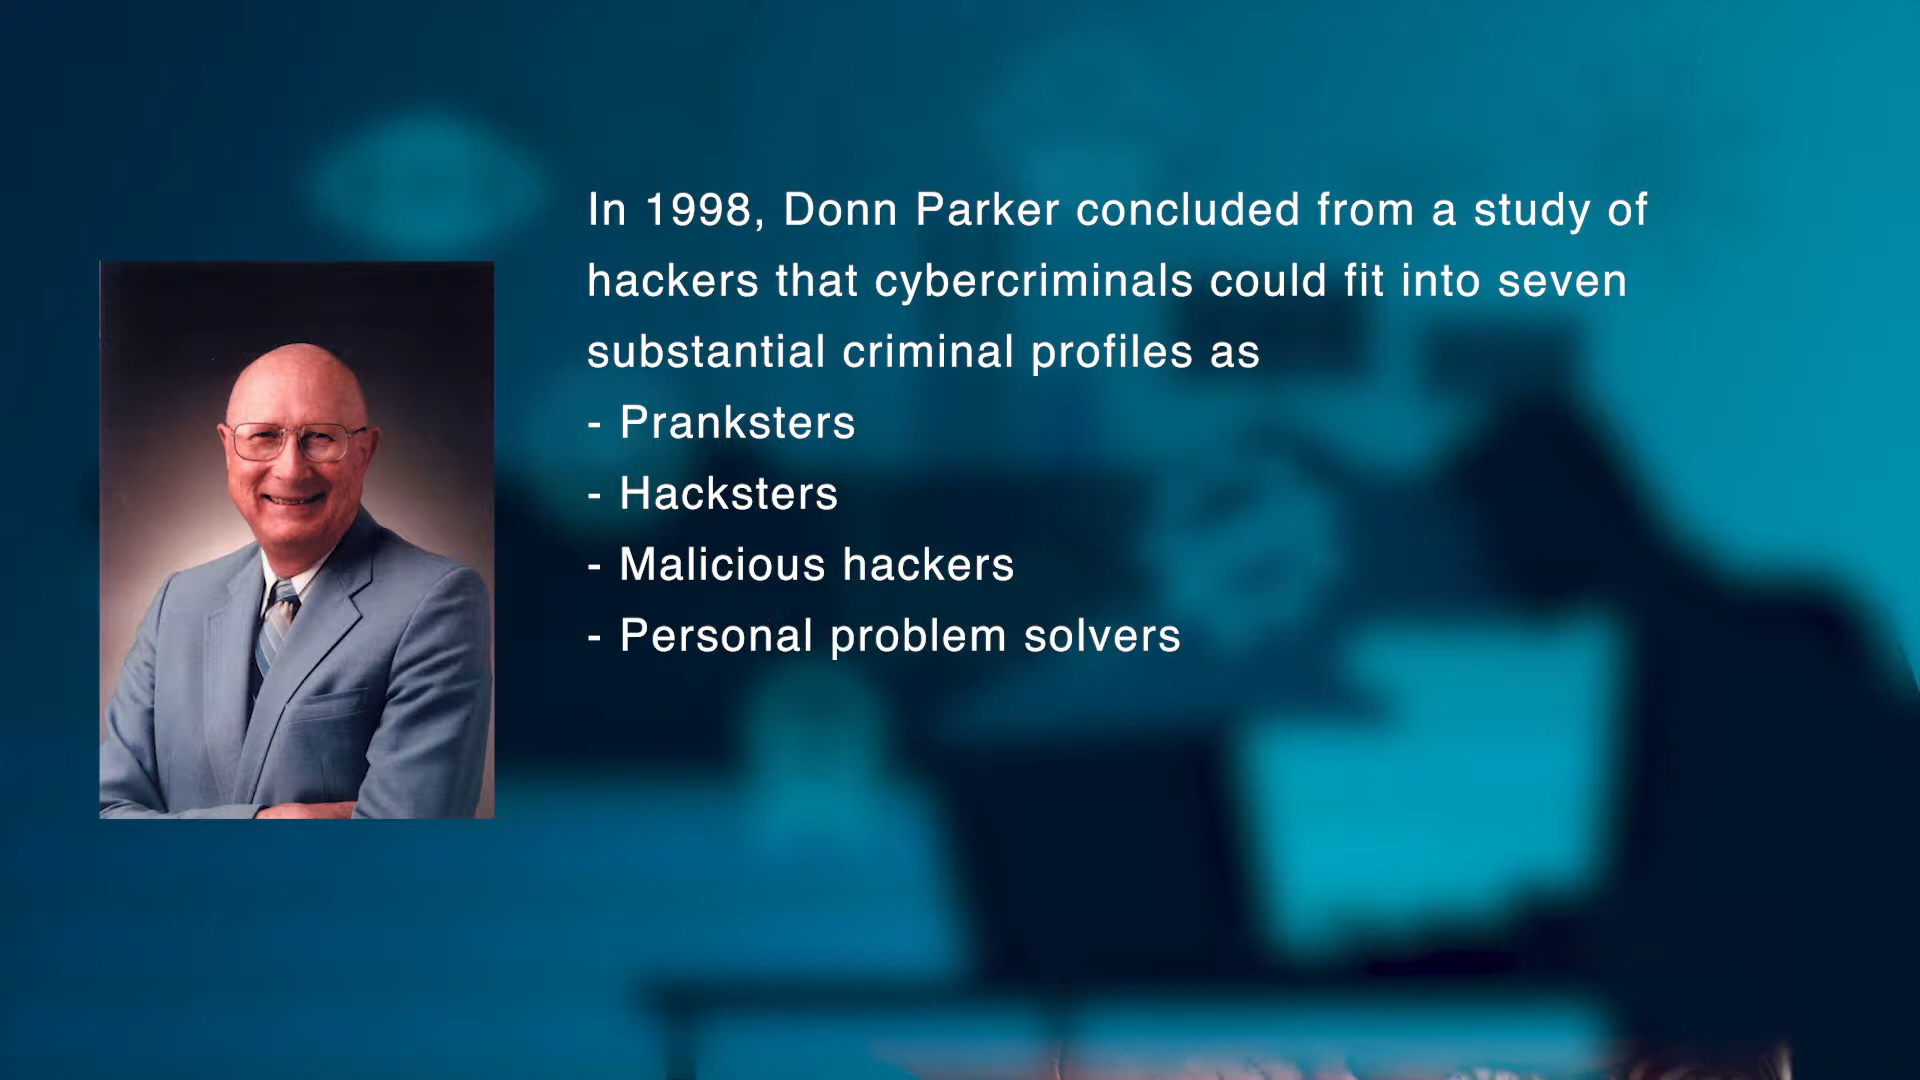 In 1998, Donn Parker concluded from a study of
hackers that cybercriminals could fit into seven
substantial criminal profiles as
- Pranksters
- Hacksters
- Malicious hackers
- Personal problem solvers